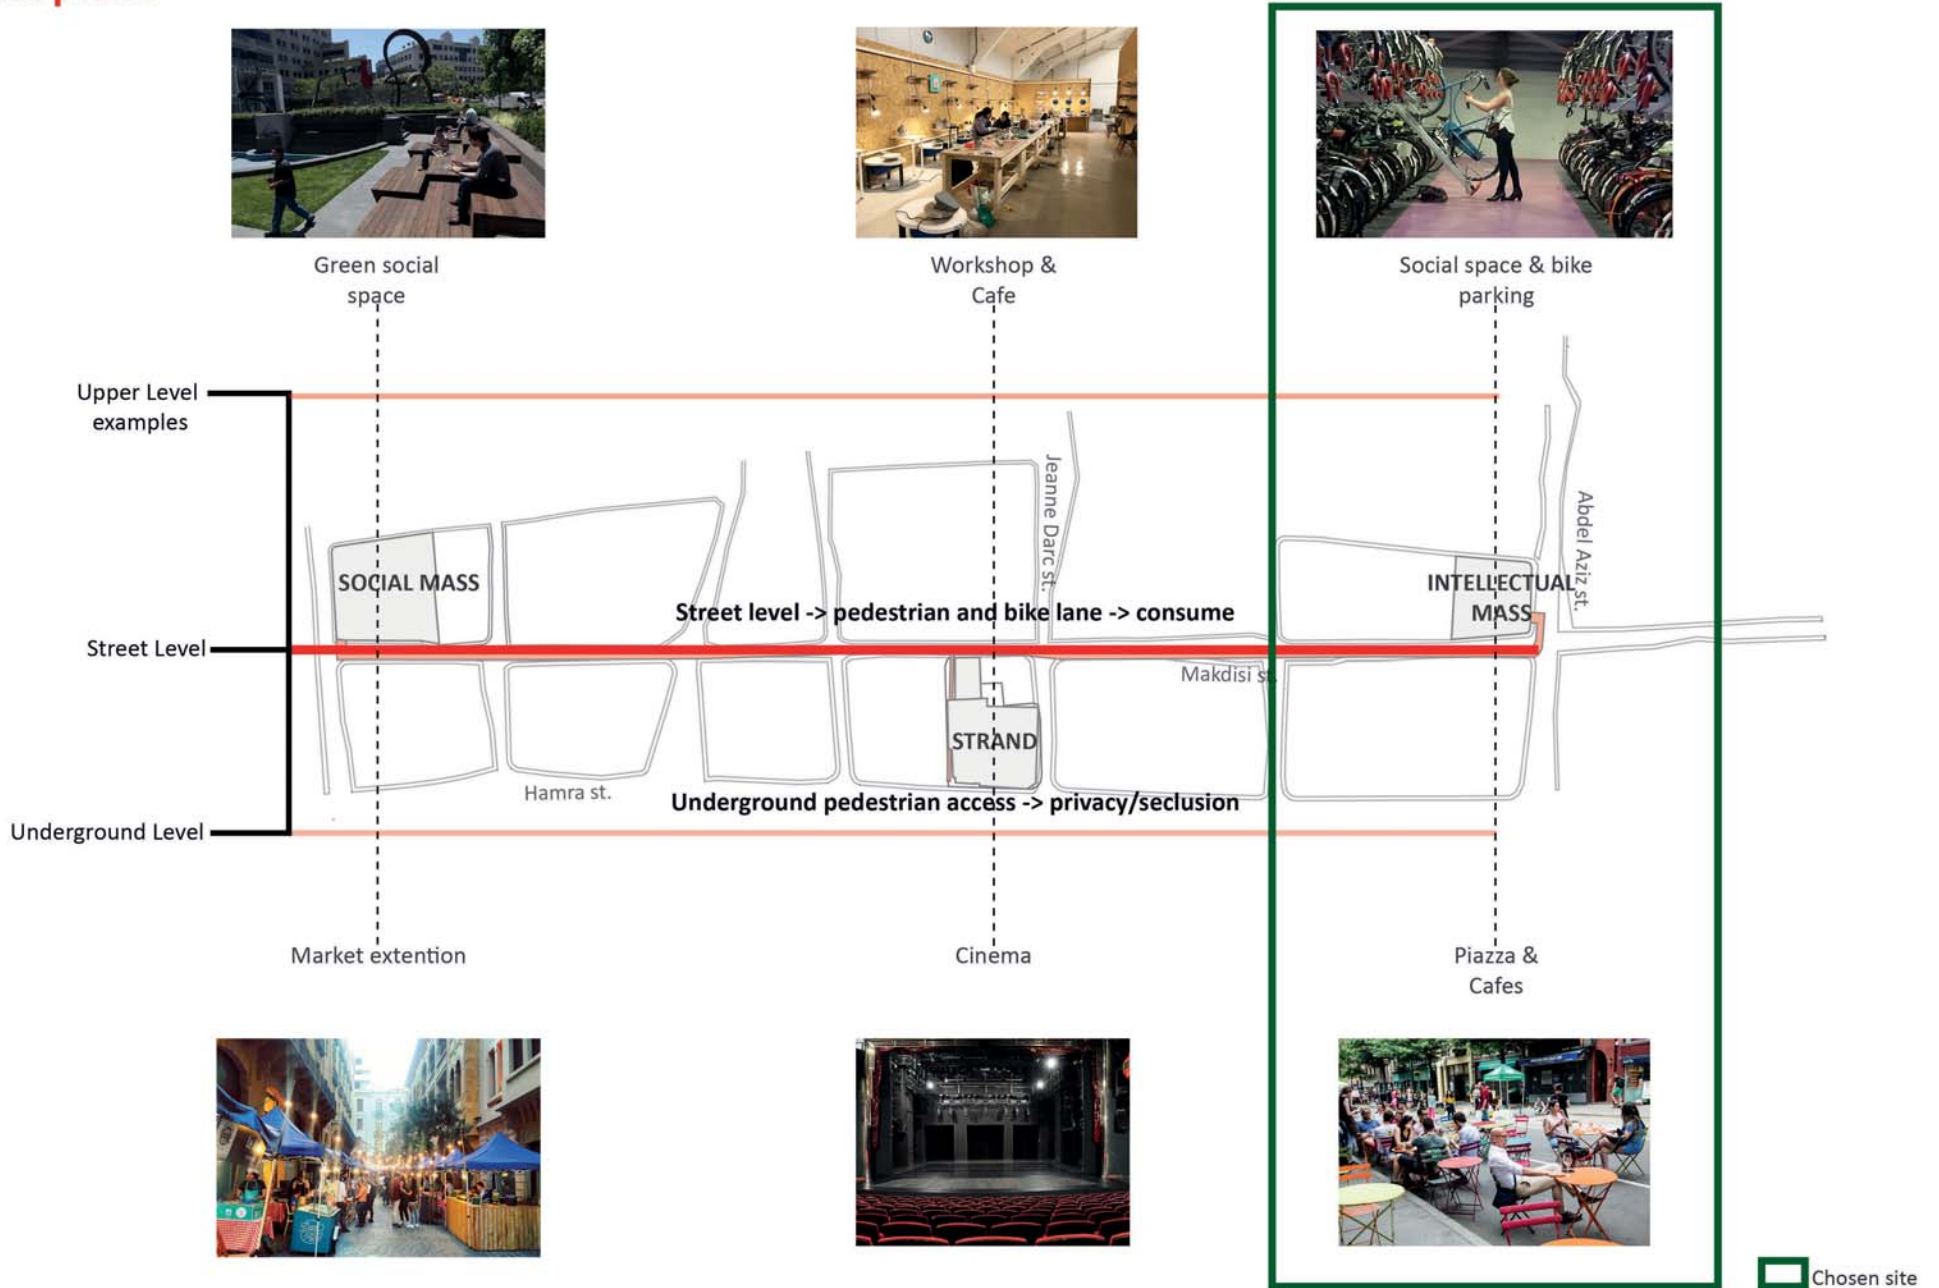 Green social
space
Workshop &
Cafe
Social space & bike
parking
Upper Level
examples
Jeanne Darc st.
Abdel Aziz st.
SOCIAL MASS
INTELLECTUAL
MASS
Street level -> pedestrian and bike lane -> consume
Street Level
Makdisi st.
STRAND
Hamra st.
Underground pedestrian access -> privacy/seclusion
Underground Level
Market extention
Cinema
Piazza &
Cafes
Chosen site